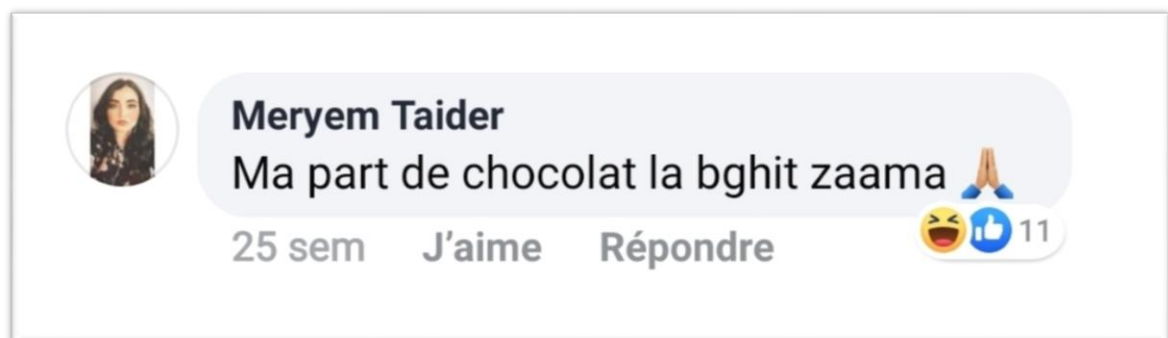 Meryem Taider
Ma part de chocolat la bghit zaama 🙏
25 sem J'aime Répondre 11